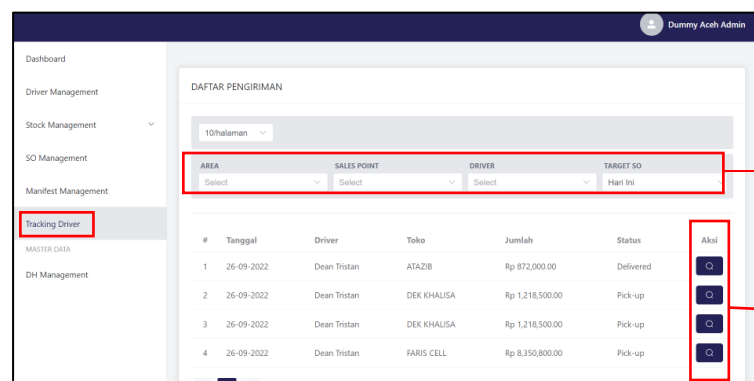 Dummy Aceh Admin
Dashboard
Driver Management
Stock Management
SO Management
Manifest Management
Tracking Driver
MASTER DATA
DH Management
DAFTAR PENGIRIMAN
10/halaman
AREA SALES POINT DRIVER TARGET SO
Select Select Select Hari Ini
# Tanggal Driver Toko Jumlah Status Aksi
1 26-09-2022 Dean Tristan ATAZIB Rp 872,000.00 Delivered
2 26-09-2022 Dean Tristan DEK KHALISA Rp 1,218,500.00 Pick-up
3 26-09-2022 Dean Tristan DEK KHALISA Rp 1,218,500.00 Pick-up
4 26-09-2022 Dean Tristan FARIS CELL Rp 8,350,800.00 Pick-up